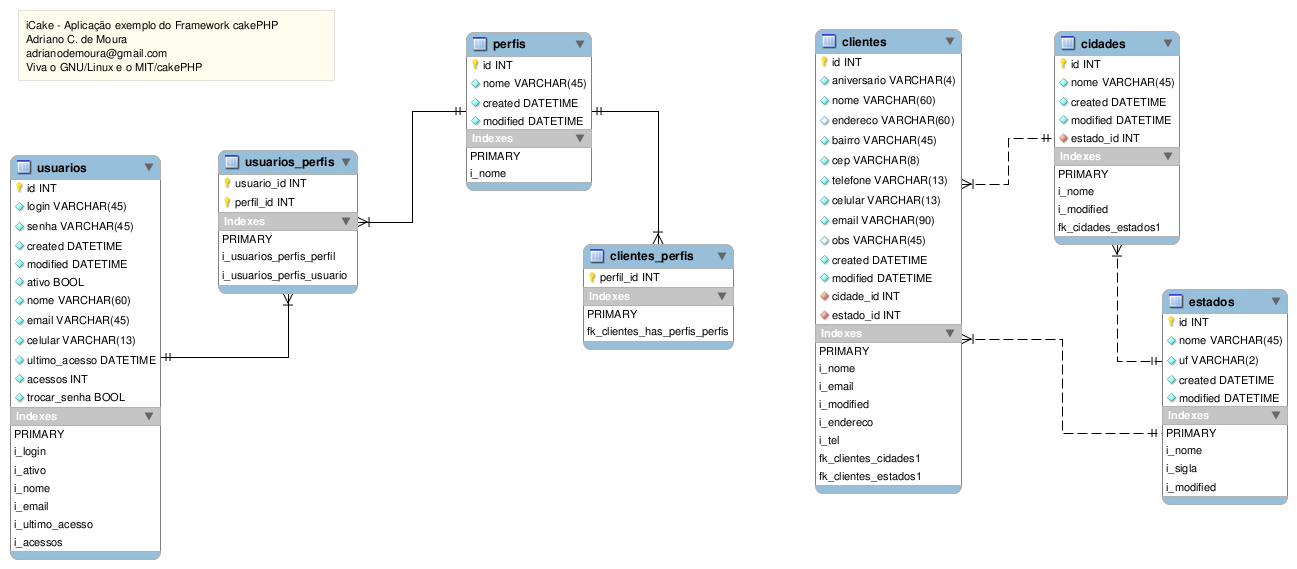 iCake - Aplicação exemplo do Framework cakePHP
Adriano C. de Moura
adrianodemoura@gmail.com
Viva o GNU/Linux e o MIT/cakePHP
usuarios
id INT
login VARCHAR(45)
senha VARCHAR(45)
created DATETIME
modified DATETIME
ativo BOOL
nome VARCHAR(60)
email VARCHAR(45)
celular VARCHAR(13)
ultimo_acesso DATETIME
acessos INT
trocar_senha BOOL
Indexes
PRIMARY
i_login
i_ativo
i_nome
i_email
i_ultimo_acesso
i_acessos
usuarios_perfis
usuario_id INT
perfil_id INT
Indexes
PRIMARY
i_usuarios_perfis_perfil
i_usuarios_perfis_usuario
perfis
id INT
nome VARCHAR(45)
created DATETIME
modified DATETIME
Indexes
PRIMARY
i_nome
clientes_perfis
perfil_id INT
Indexes
PRIMARY
fk_clientes_has_perfis_perfis
clientes
id INT
aniversario VARCHAR(4)
nome VARCHAR(60)
endereco VARCHAR(60)
bairro VARCHAR(45)
cep VARCHAR(8)
telefone VARCHAR(13)
celular VARCHAR(13)
email VARCHAR(90)
obs VARCHAR(45)
created DATETIME
modified DATETIME
cidade_id INT
estado_id INT
Indexes
PRIMARY
i_nome
i_email
i_modified
i_endereco
i_tel
fk_clientes_cidades1
fk_clientes_estados1
cidades
id INT
nome VARCHAR(45)
created DATETIME
modified DATETIME
estado_id INT
Indexes
PRIMARY
i_nome
i_modified
fk_cidades_estados1
estados
id INT
nome VARCHAR(45)
uf VARCHAR(2)
created DATETIME
modified DATETIME
Indexes
PRIMARY
i_nome
i_sigla
i_modified